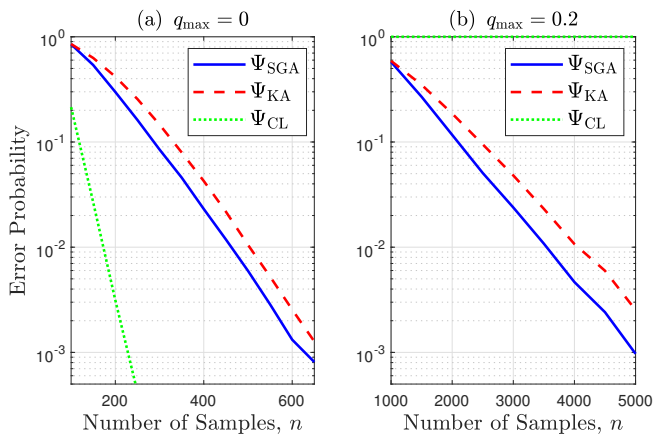 (a) q_max = 0
Error Probability
10^0
10^-1
10^-2
10^-3
Ψ_SGA
Ψ_KA
Ψ_CL
200 400 600
Number of Samples, n
(b) q_max = 0.2
10^0
10^-1
10^-2
10^-3
Ψ_SGA
Ψ_KA
Ψ_CL
1000 2000 3000 4000 5000
Number of Samples, n